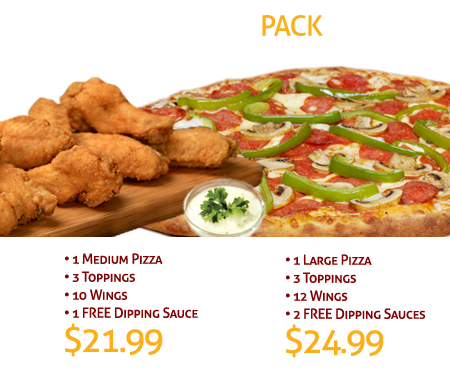 PACK
• 1 Medium Pizza
• 3 Toppings
• 10 Wings
• 1 FREE Dipping Sauce
$21.99
• 1 Large Pizza
• 3 Toppings
• 12 Wings
• 2 FREE Dipping Sauces
$24.99